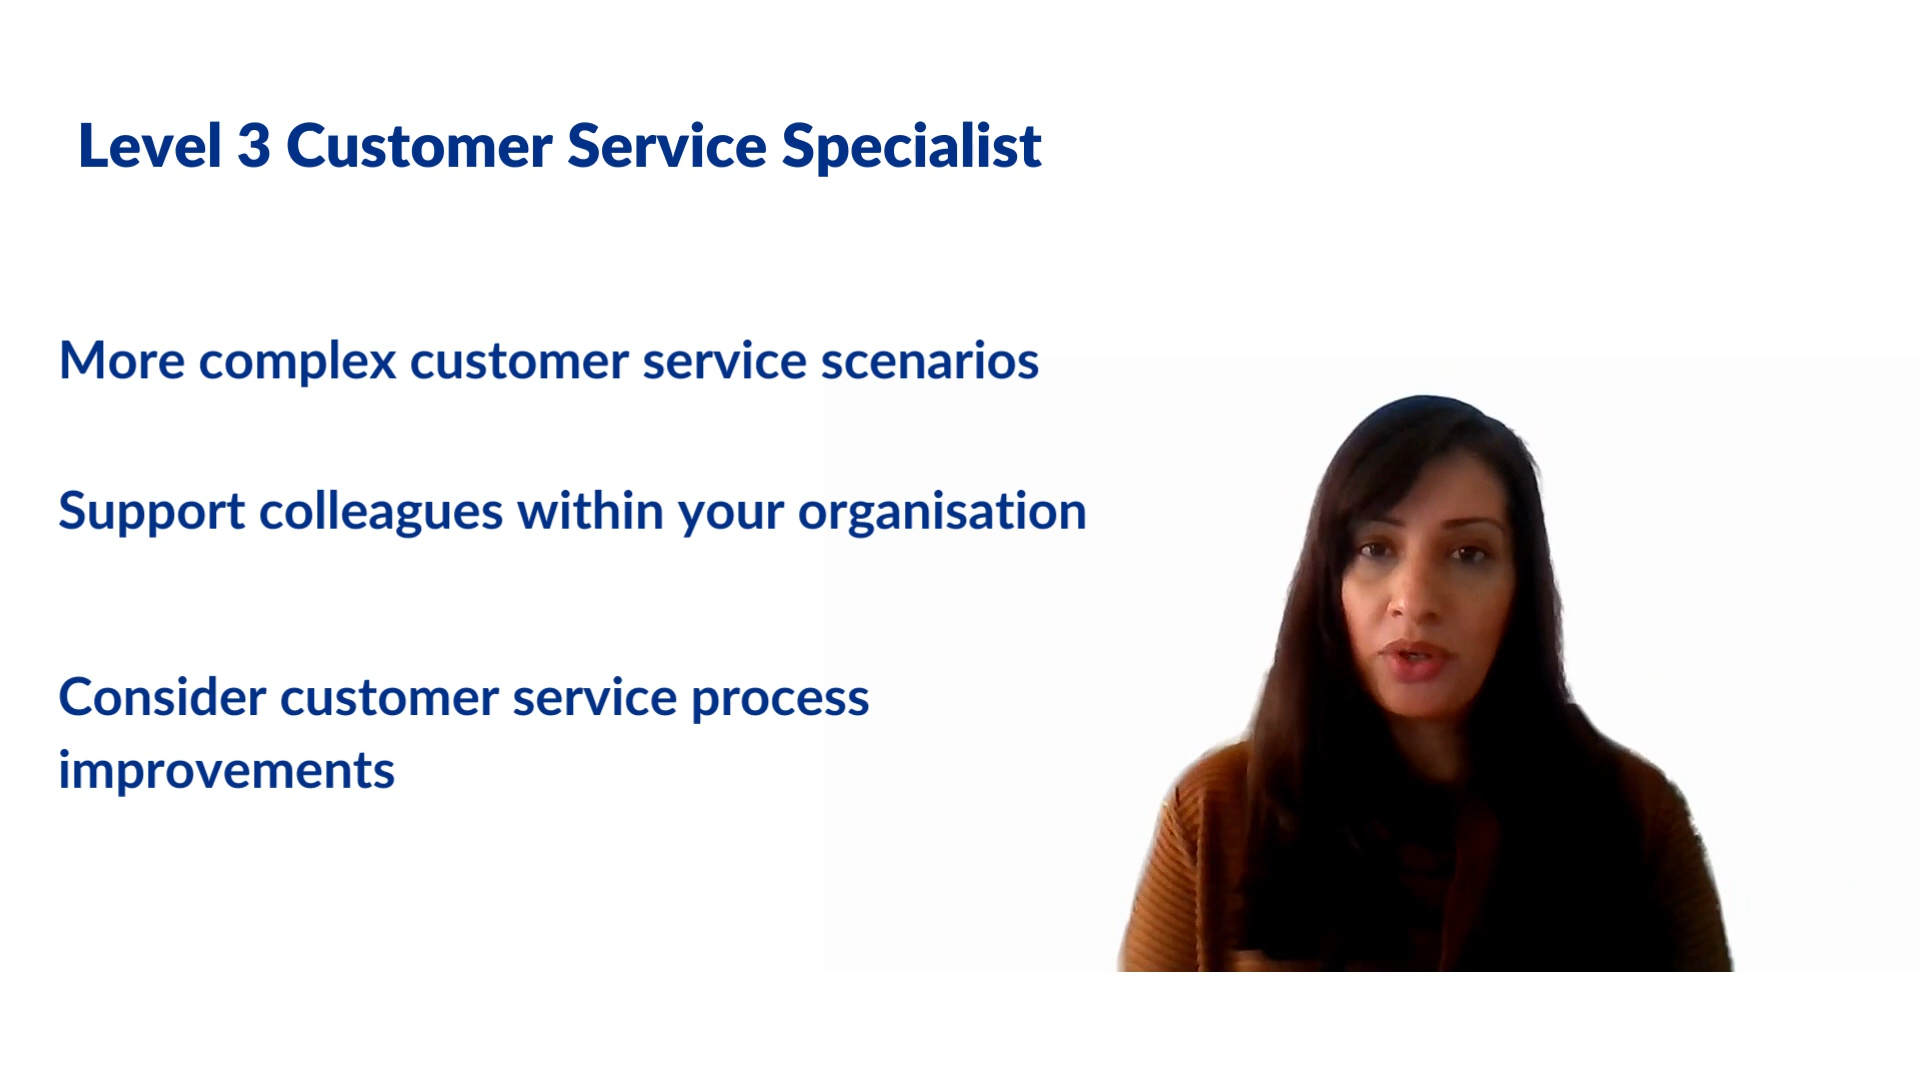 Level 3 Customer Service Specialist
More complex customer service scenarios
Support colleagues within your organisation
Consider customer service process
improvements